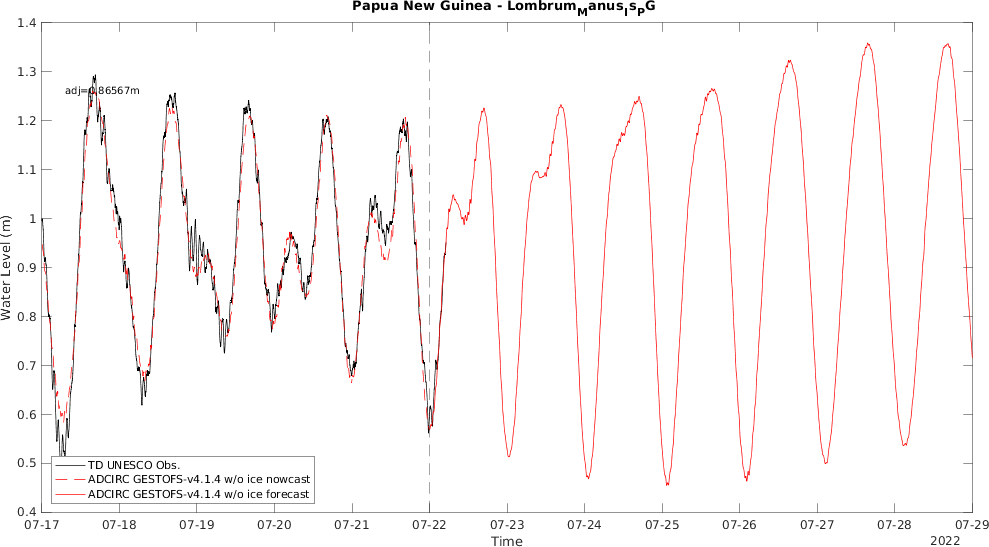 Papua New Guinea - Lombrum_Manus_Is_PG
1.4
1.3
adj=0.86567m
1.2
1.1
1
0.9
0.8
0.7
0.6
0.5
0.4
Water Level (m)
TD UNESCO Obs.
ADCIRC GESTOFS-v4.1.4 w/o ice nowcast
ADCIRC GESTOFS-v4.1.4 w/o ice forecast
07-17 07-18 07-19 07-20 07-21 07-22 07-23 07-24 07-25 07-26 07-27 07-28 07-29
Time
2022